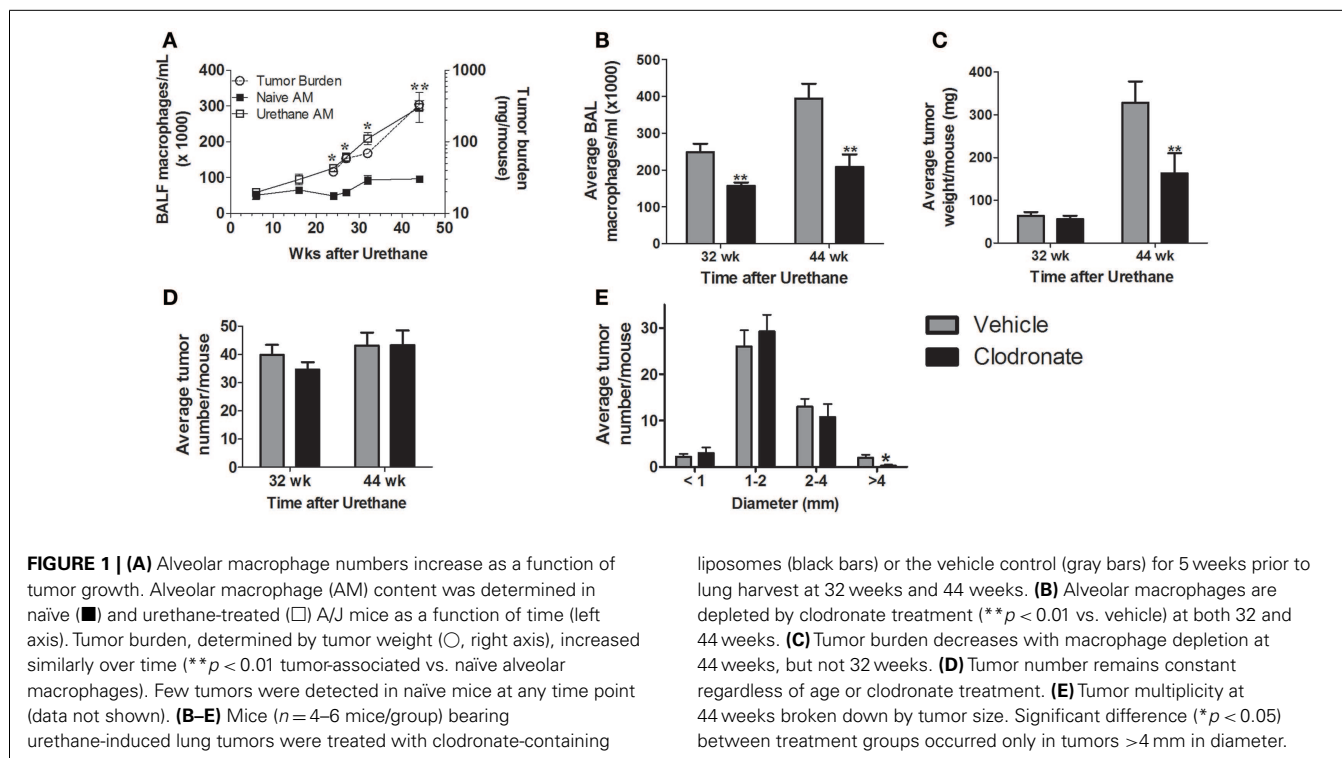 A
BALF macrophages/mL
(x 1000)
400
300
200
100
0
Tumor Burden
Naive AM
Urethane AM
*
*
*
**
1000
100
10
Tumor burden
(mg/mouse)
0 10 20 30 40 50
Wks after Urethane
B
Average BAL
macrophages/ml (x1000)
500
400
300
200
100
0
**
**
32 wk 44 wk
Time after Urethane
C
Average tumor
weight/mouse (mg)
400
300
200
100
0
**
32 wk 44 wk
Time after Urethane
D
Average tumor
number/mouse
50
40
30
20
10
0
32 wk 44 wk
Time after Urethane
E
Average tumor
number/mouse
30
20
10
0
*
< 1 1-2 2-4 >4
Diameter (mm)
Vehicle
Clodronate
FIGURE 1 | (A) Alveolar macrophage numbers increase as a function of
tumor growth. Alveolar macrophage (AM) content was determined in
naïve (■) and urethane-treated (□) A/J mice as a function of time (left
axis). Tumor burden, determined by tumor weight (○, right axis), increased
similarly over time (**p < 0.01 tumor-associated vs. naïve alveolar
macrophages). Few tumors were detected in naïve mice at any time point
(data not shown). (B–E) Mice (n = 4–6 mice/group) bearing
urethane-induced lung tumors were treated with clodronate-containing
liposomes (black bars) or the vehicle control (gray bars) for 5 weeks prior to
lung harvest at 32 weeks and 44 weeks. (B) Alveolar macrophages are
depleted by clodronate treatment (**p < 0.01 vs. vehicle) at both 32 and
44 weeks. (C) Tumor burden decreases with macrophage depletion at
44 weeks, but not 32 weeks. (D) Tumor number remains constant
regardless of age or clodronate treatment. (E) Tumor multiplicity at
44 weeks broken down by tumor size. Significant difference (*p < 0.05)
between treatment groups occurred only in tumors >4 mm in diameter.